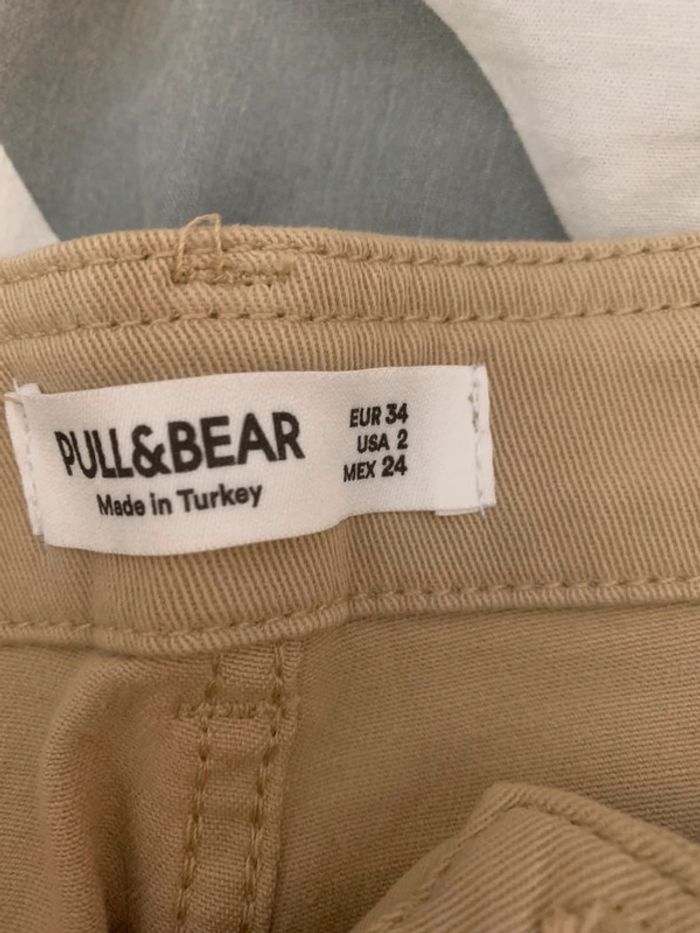 PULL&BEAR
Made in Turkey
EUR 34
USA 2
MEX 24